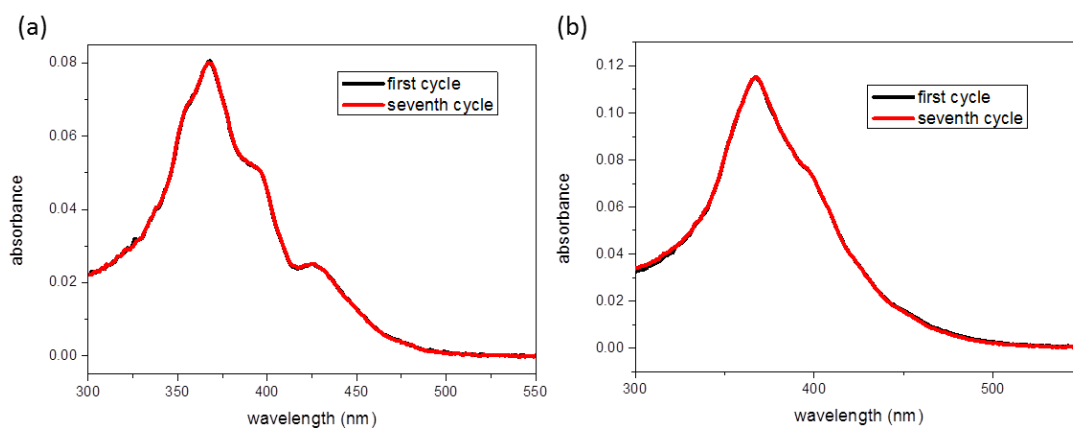 (a)
0.08
0.06
0.04
0.02
0.00
absorbance
first cycle
seventh cycle
300 350 400 450 500 550
wavelength (nm)
(b)
0.12
0.10
0.08
0.06
0.04
0.02
0.00
absorbance
first cycle
seventh cycle
300 400 500
wavelength (nm)